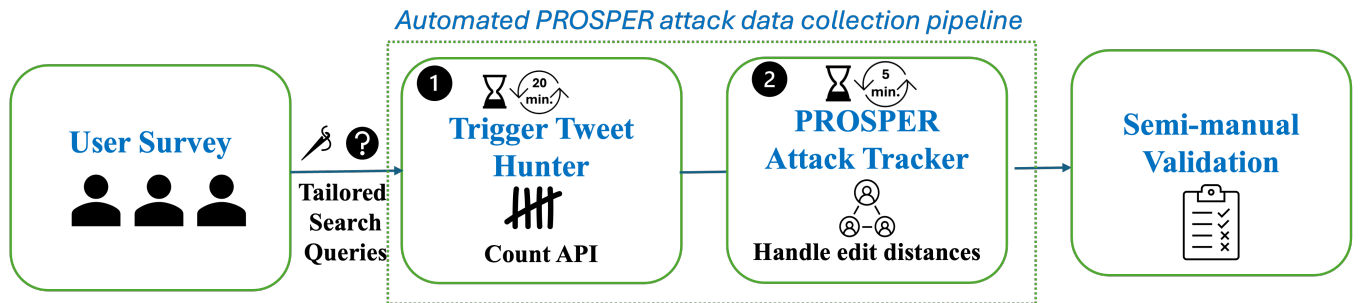 Automated PROSPER attack data collection pipeline
User Survey
?
Tailored
Search
Queries
1
20
min.
Trigger Tweet
Hunter
Count API
2
5
min.
PROSPER
Attack Tracker
Handle edit distances
Semi-manual
Validation